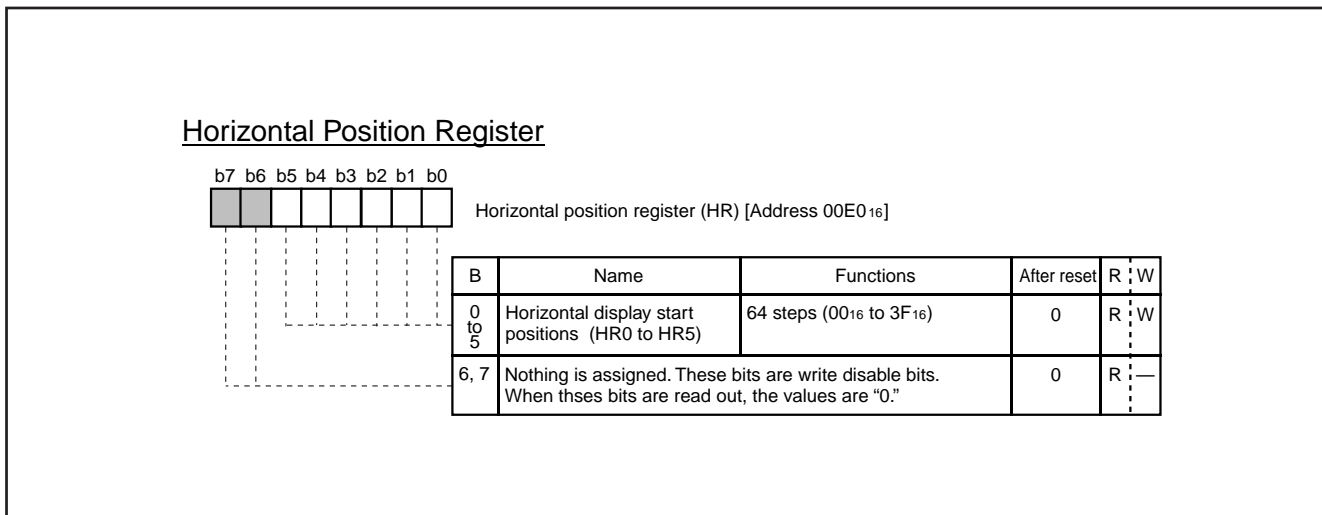 Horizontal Position Register
b7 b6 b5 b4 b3 b2 b1 b0
Horizontal position register (HR) [Address 00E016]
B Name Functions After reset R W
0 to 5 Horizontal display start positions (HR0 to HR5) 64 steps (0016 to 3F16) 0 R W
6, 7 Nothing is assigned. These bits are write disable bits. 0 R —
When thses bits are read out, the values are “0.”